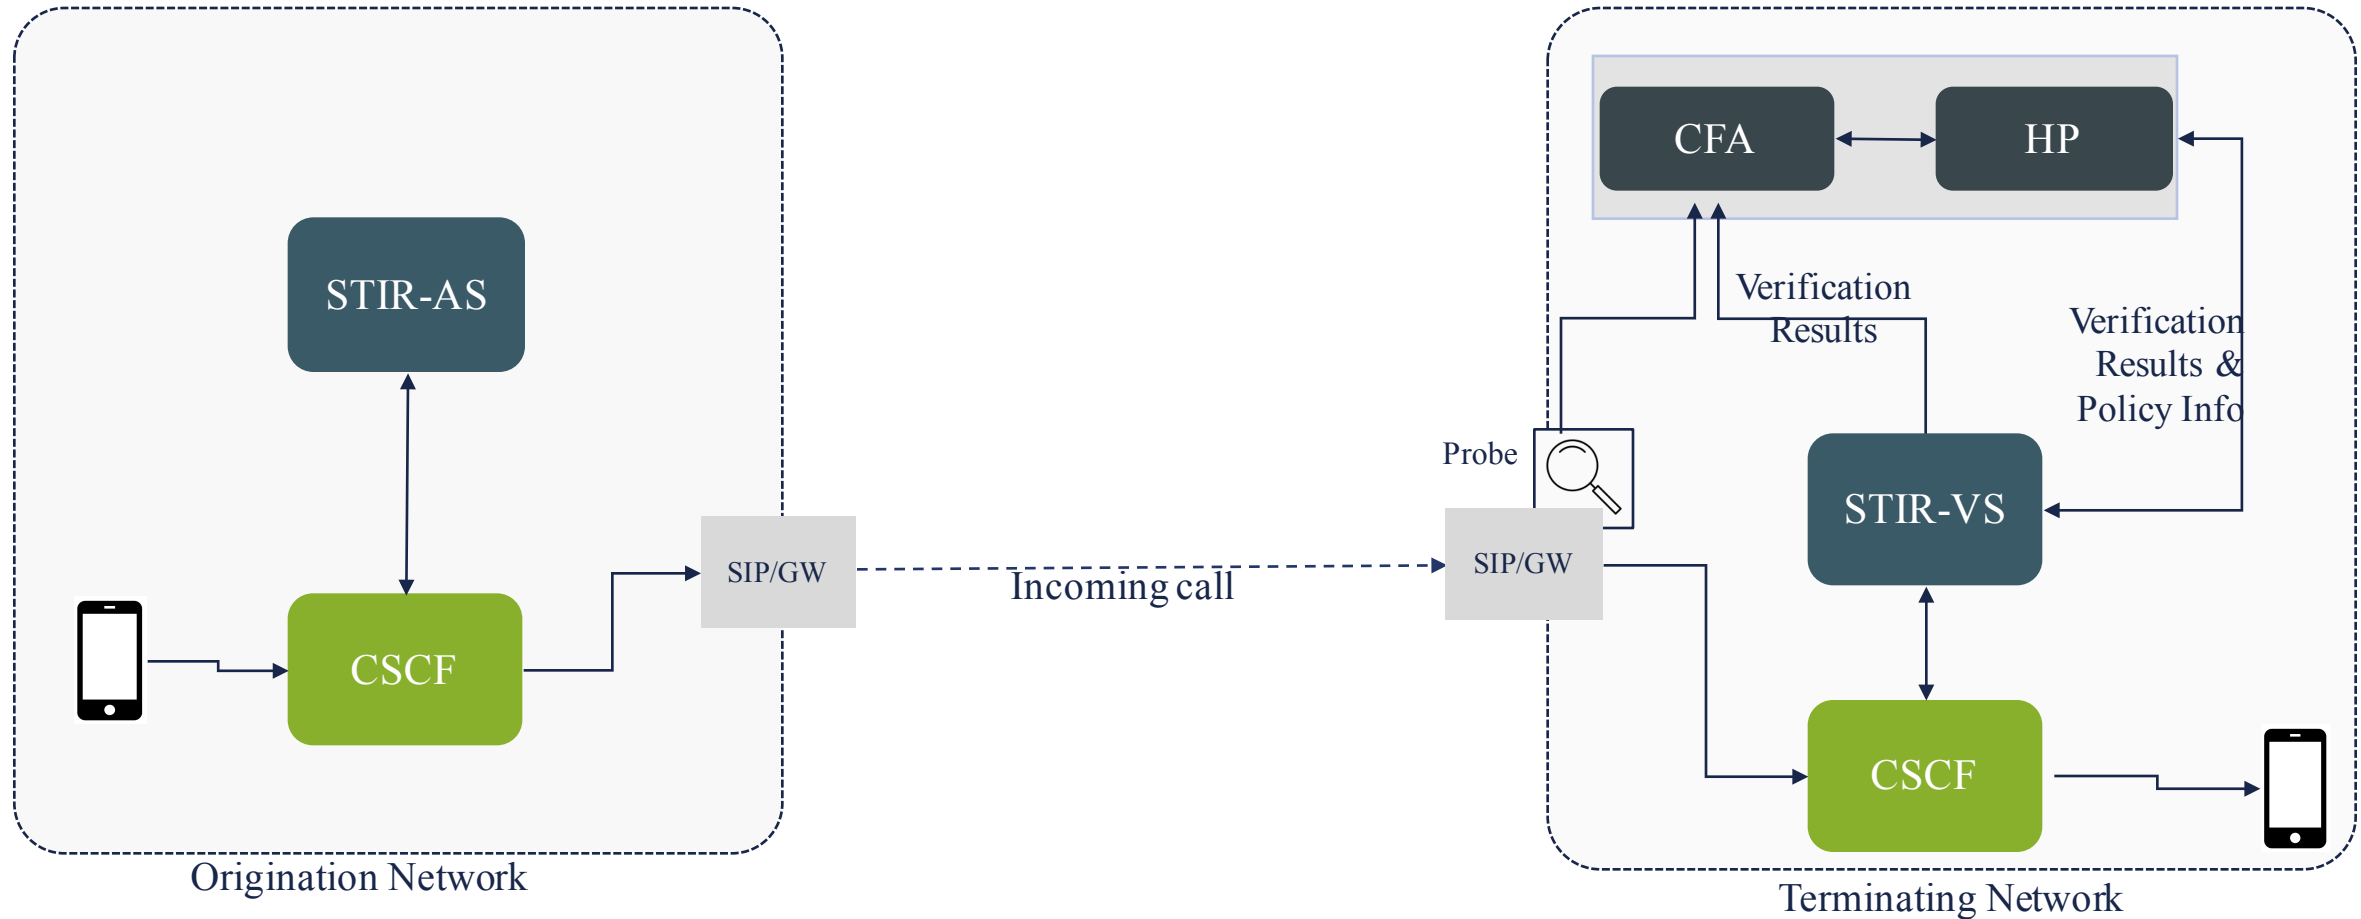 CFA
HP
STIR-AS
Verification
Results
Verification
Results &
Policy Info
Probe
STIR-VS
SIP/GW
Incoming call
SIP/GW
CSCF
CSCF
Origination Network
Terminating Network